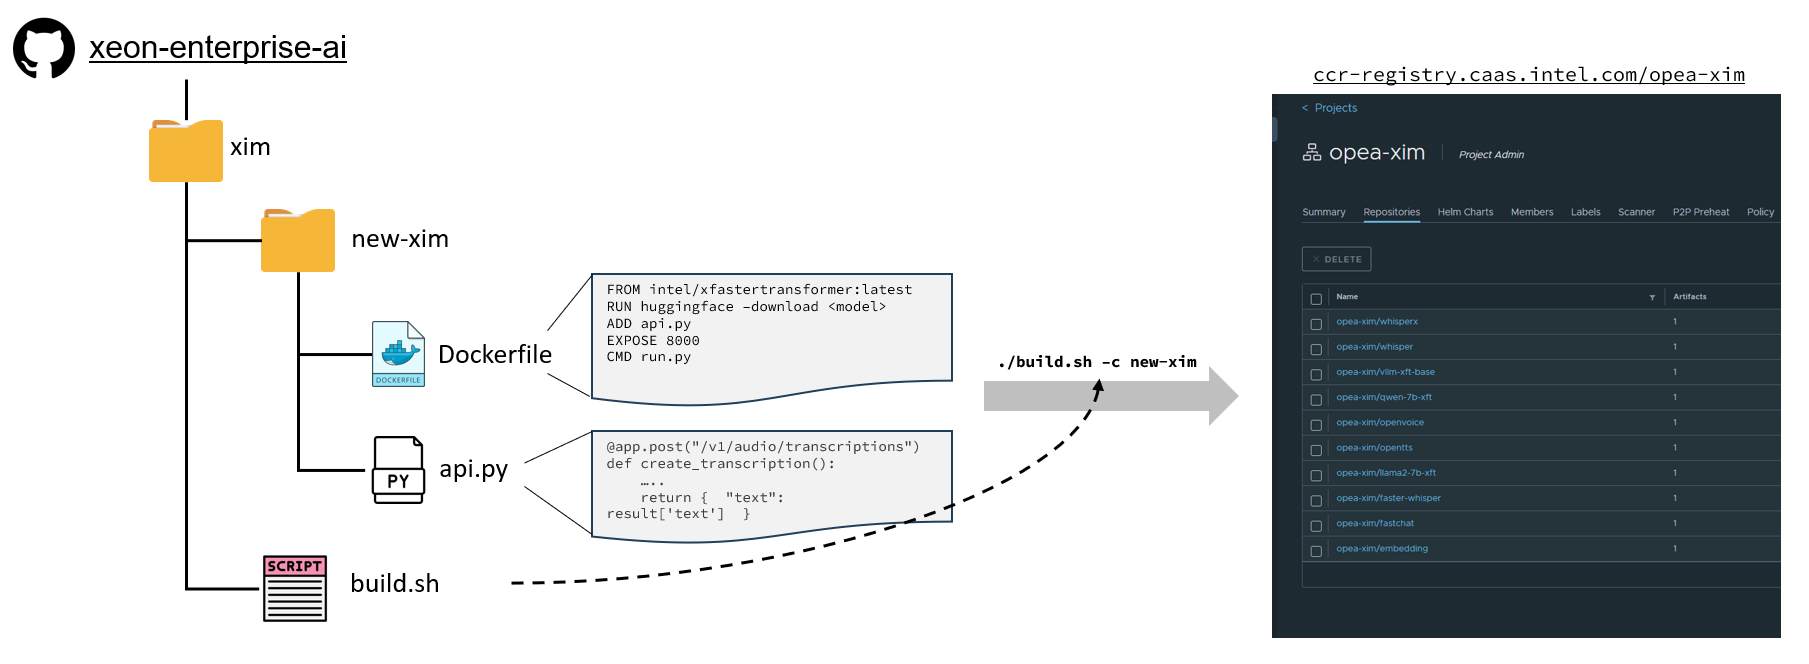 xeon-enterprise-ai
xim
new-xim
DOCKERFILE
Dockerfile
FROM intel/xfastertransformer:latest
RUN huggingface –download <model>
ADD api.py
EXPOSE 8000
CMD run.py
PY
api.py
@app.post("/v1/audio/transcriptions")
def create_transcription():
…..
return { "text":
result['text'] }
SCRIPT
build.sh
./build.sh –c new-xim
ccr-registry.caas.intel.com/opea-xim
< Projects
opea-xim
Project Admin
Summary Repositories Helm Charts Members Labels Scanner P2P Preheat Policy
× DELETE
Name Artifacts
opea-xim/whisperx 1
opea-xim/whisper 1
opea-xim/vllm-xft-base 1
opea-xim/qwen-7b-xft 1
opea-xim/openvoice 1
opea-xim/opentts 1
opea-xim/llama2-7b-xft 1
opea-xim/faster-whisper 1
opea-xim/fastchat 1
opea-xim/embedding 1